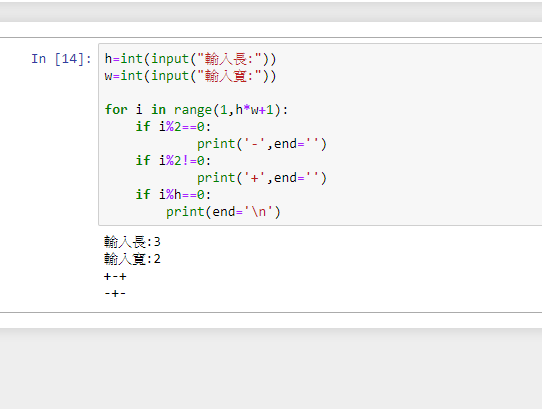 In [14]: h=int(input("輸入長:"))
w=int(input("輸入寬:"))
for i in range(1,h*w+1):
if i%2==0:
print('-',end='')
if i%2!=0:
print('+',end='')
if i%h==0:
print(end='\n')
輸入長:3
輸入寬:2
+-+
-+-